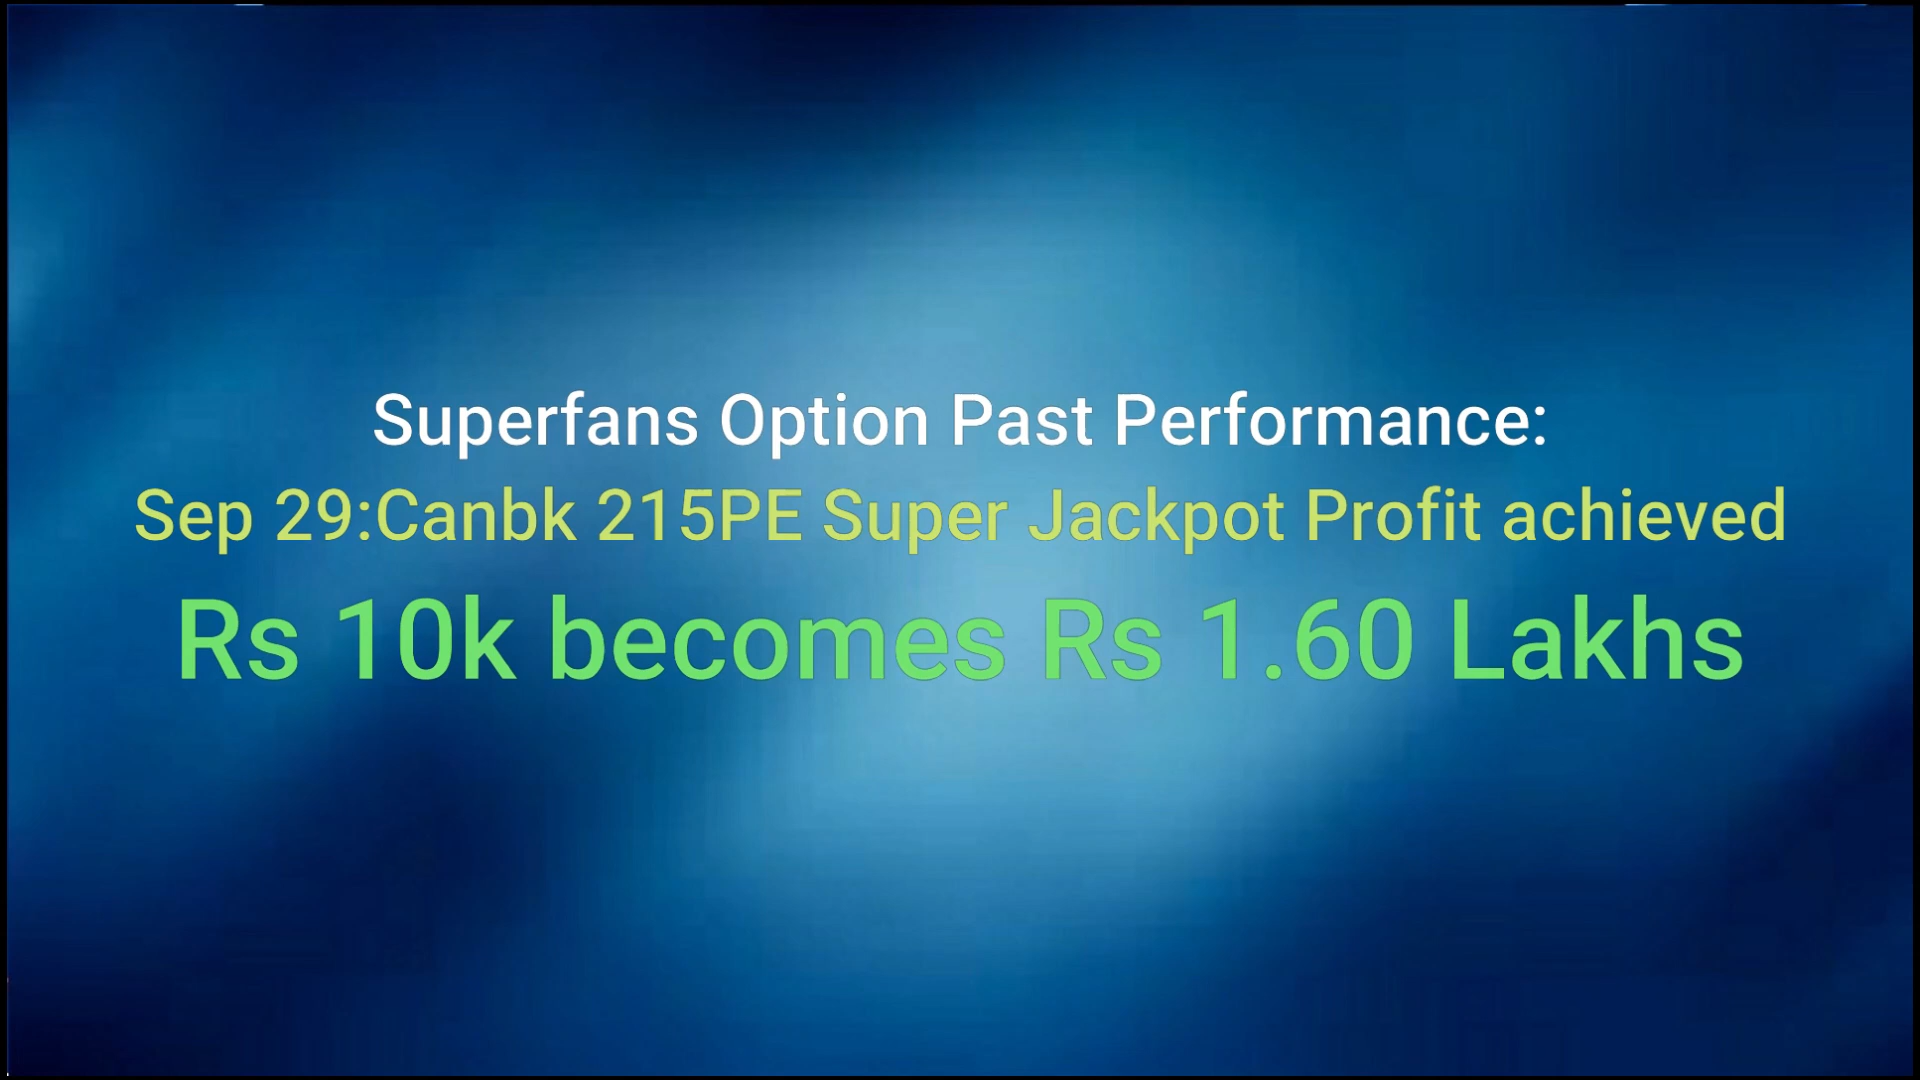 Superfans Option Past Performance:
Sep 29:Canbk 215PE Super Jackpot Profit achieved
Rs 10k becomes Rs 1.60 Lakhs